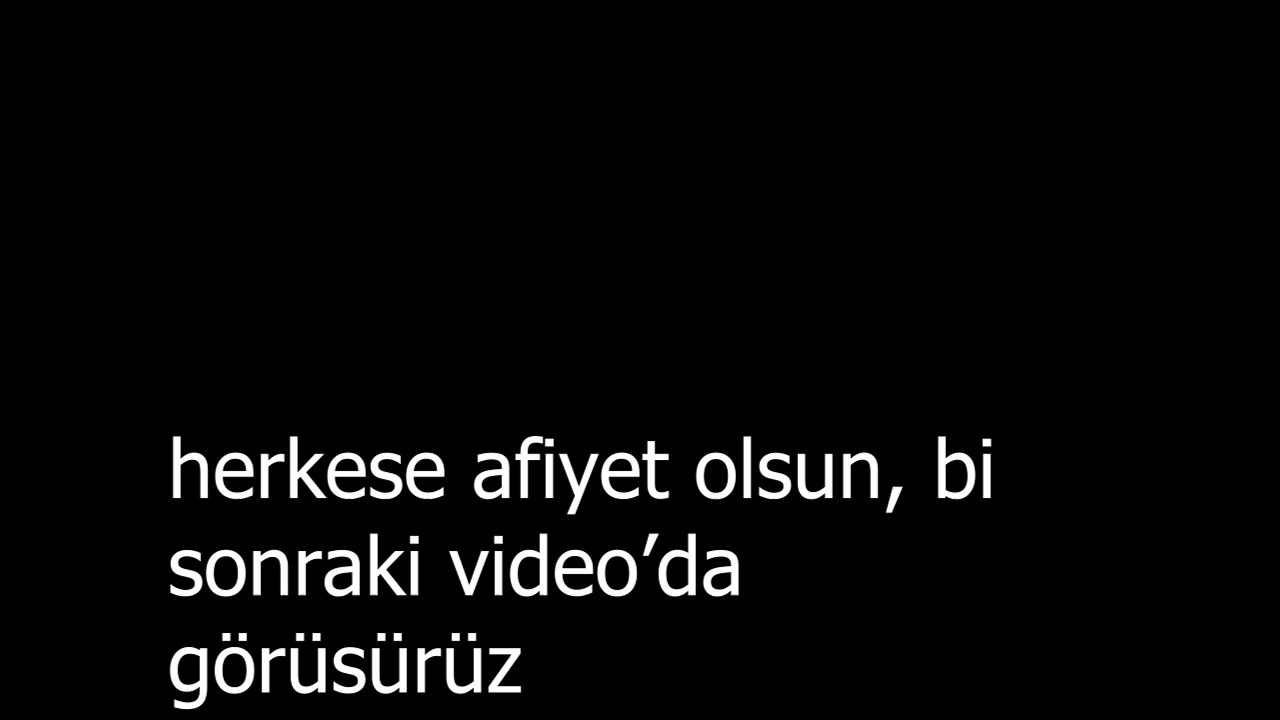 herkese afiyet olsun, bi
sonraki video’da
görüsürüz